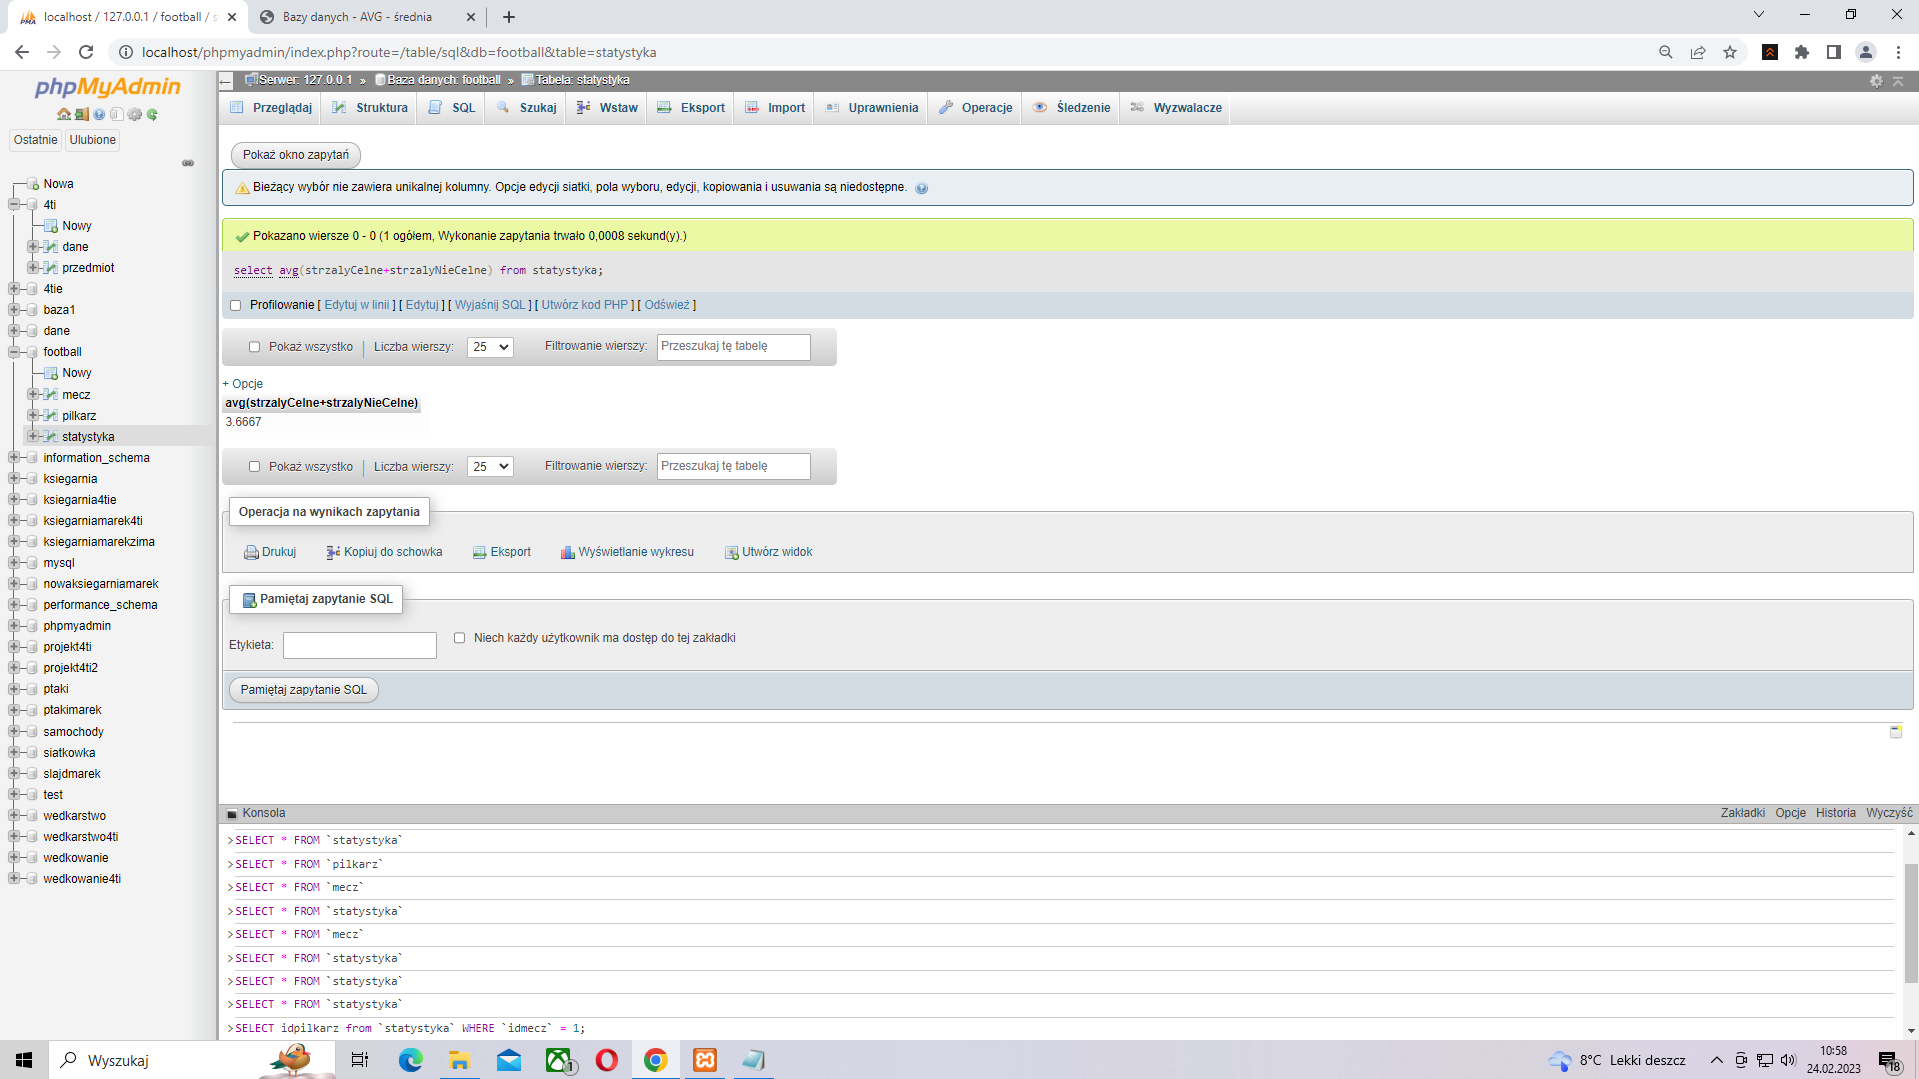 localhost / 127.0.0.1 / football / s
Bazy danych - AVG - średnia
localhost/phpmyadmin/index.php?route=/table/sql&db=football&table=statystyka
phpMyAdmin
Ostatnie Ulubione
Nowa
4ti
Nowy
dane
przedmiot
4tie
baza1
dane
football
Nowy
mecz
pilkarz
statystyka
information_schema
ksiegarnia
ksiegarnia4tie
ksiegarniamarek4ti
ksiegarniamarekzima
mysql
nowaksiegarniamarek
performance_schema
phpmyadmin
projekt4ti
projekt4ti2
ptaki
ptakimarek
samochody
siatkowka
slajdmarek
test
wedkarstwo
wedkarstwo4ti
wedkowanie
wedkowanie4ti
Serwer: 127.0.0.1 » Baza danych: football » Tabela: statystyka
Przeglądaj Struktura SQL Szukaj Wstaw Eksport Import Uprawnienia Operacje Śledzenie Wyzwalacze
Pokaż okno zapytań
Bieżący wybór nie zawiera unikalnej kolumny. Opcje edycji siatki, pola wyboru, edycji, kopiowania i usuwania są niedostępne.
Pokazano wiersze 0 - 0 (1 ogółem, Wykonanie zapytania trwało 0,0008 sekund(y).)
select avg(strzalyCelne+strzalyNieCelne) from statystyka;
Profilowanie [ Edytuj w linii ] [ Edytuj ] [ Wyjaśnij SQL ] [ Utwórz kod PHP ] [ Odśwież ]
Pokaż wszystko Liczba wierszy: 25 Filtrowanie wierszy: Przeszukaj tę tabelę
+ Opcje
avg(strzalyCelne+strzalyNieCelne)
3.6667
Pokaż wszystko Liczba wierszy: 25 Filtrowanie wierszy: Przeszukaj tę tabelę
Operacja na wynikach zapytania
Drukuj Kopiuj do schowka Eksport Wyświetlanie wykresu Utwórz widok
Pamiętaj zapytanie SQL
Etykieta: Niech każdy użytkownik ma dostęp do tej zakładki
Pamiętaj zapytanie SQL
Konsola Zakładki Opcje Historia Wyczyść
>SELECT * FROM `statystyka`
>SELECT * FROM `pilkarz`
>SELECT * FROM `mecz`
>SELECT * FROM `statystyka`
>SELECT * FROM `mecz`
>SELECT * FROM `statystyka`
>SELECT * FROM `statystyka`
>SELECT * FROM `statystyka`
>SELECT idpilkarz from `statystyka` WHERE `idmecz` = 1;
Wyszukaj
1
8°C Lekki deszcz
10:58
24.02.2023
18